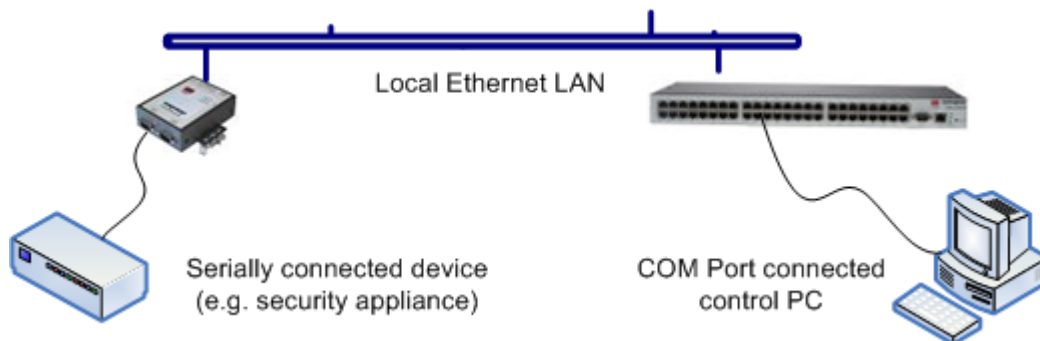 Local Ethernet LAN
Serially connected device
(e.g. security appliance)
COM Port connected
control PC